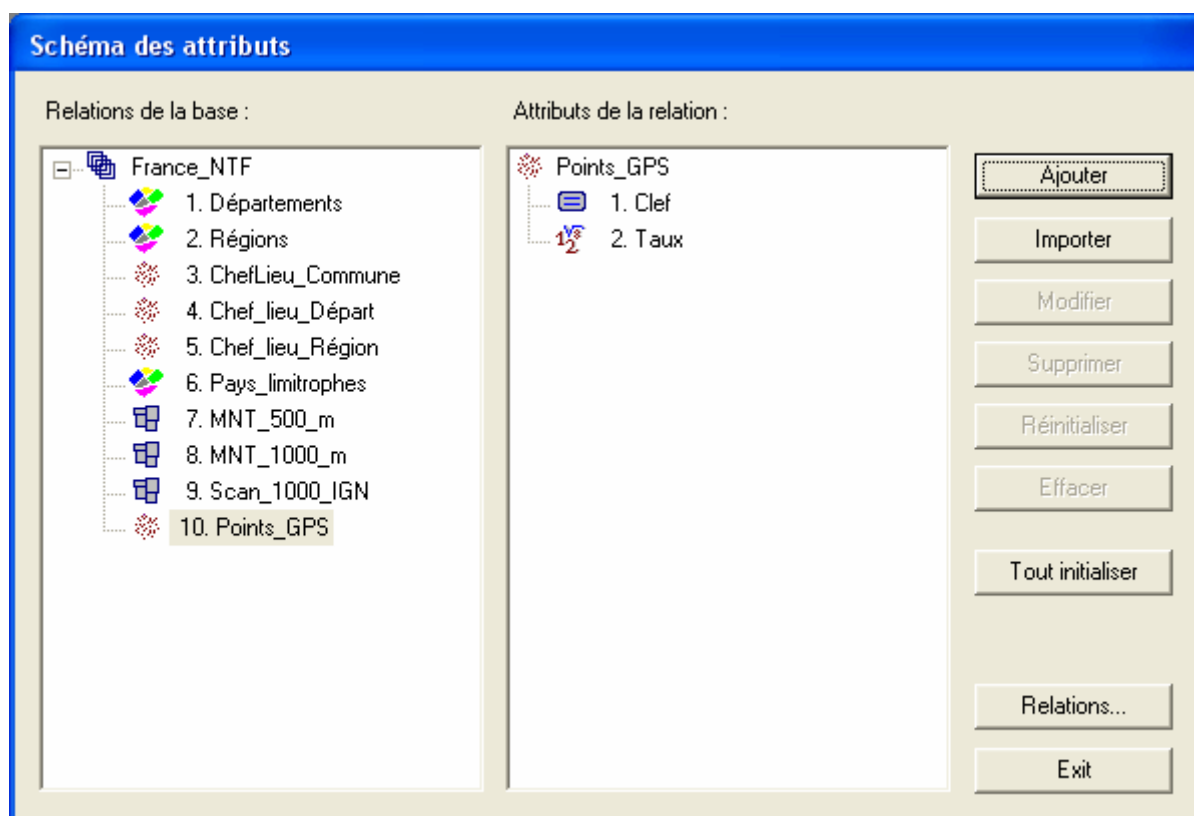 Schéma des attributs
Relations de la base :
France_NTF
1. Départements
2. Régions
3. ChefLieu_Commune
4. Chef_lieu_Départ
5. Chef_lieu_Région
6. Pays_limitrophes
7. MNT_500_m
8. MNT_1000_m
9. Scan_1000_IGN
10. Points_GPS
Attributs de la relation :
Points_GPS
1. Clef
2. Taux
Ajouter
Importer
Modifier
Supprimer
Réinitialiser
Effacer
Tout initialiser
Relations...
Exit